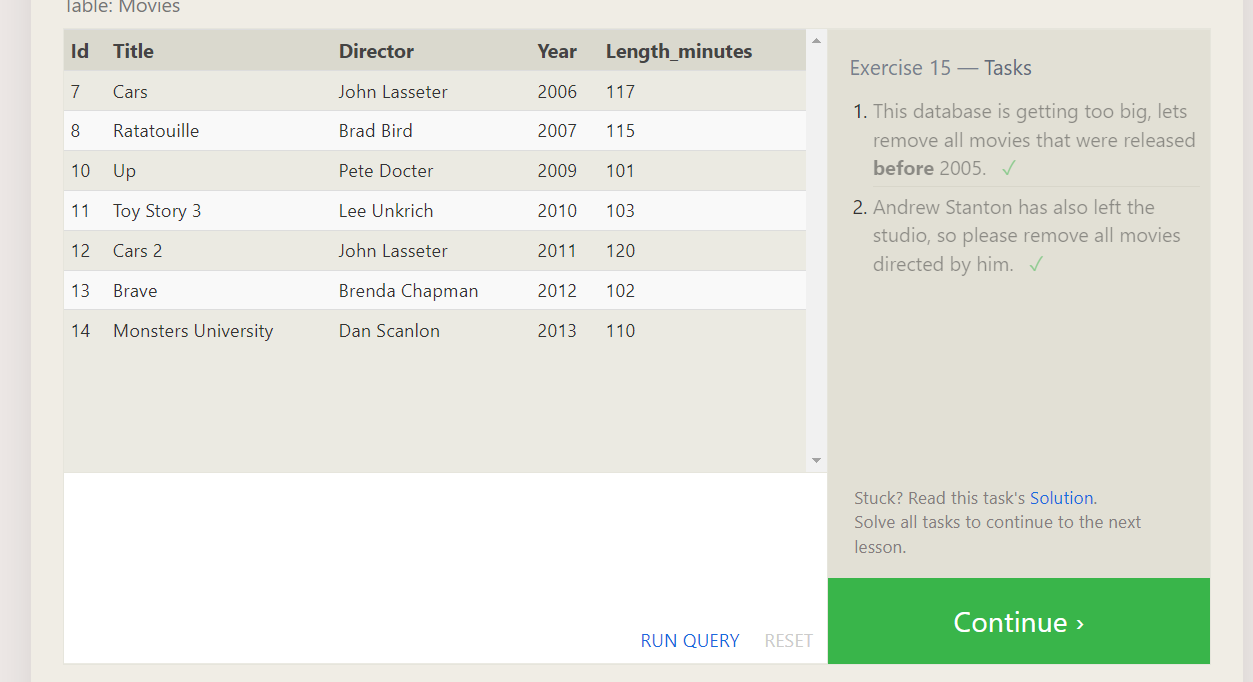 Table: Movies
Id Title Director Year Length_minutes
7 Cars John Lasseter 2006 117
8 Ratatouille Brad Bird 2007 115
10 Up Pete Docter 2009 101
11 Toy Story 3 Lee Unkrich 2010 103
12 Cars 2 John Lasseter 2011 120
13 Brave Brenda Chapman 2012 102
14 Monsters University Dan Scanlon 2013 110
RUN QUERY RESET
Exercise 15 — Tasks
1. This database is getting too big, lets
remove all movies that were released
before 2005. ✓
2. Andrew Stanton has also left the
studio, so please remove all movies
directed by him. ✓
Stuck? Read this task's Solution.
Solve all tasks to continue to the next
lesson.
Continue ›